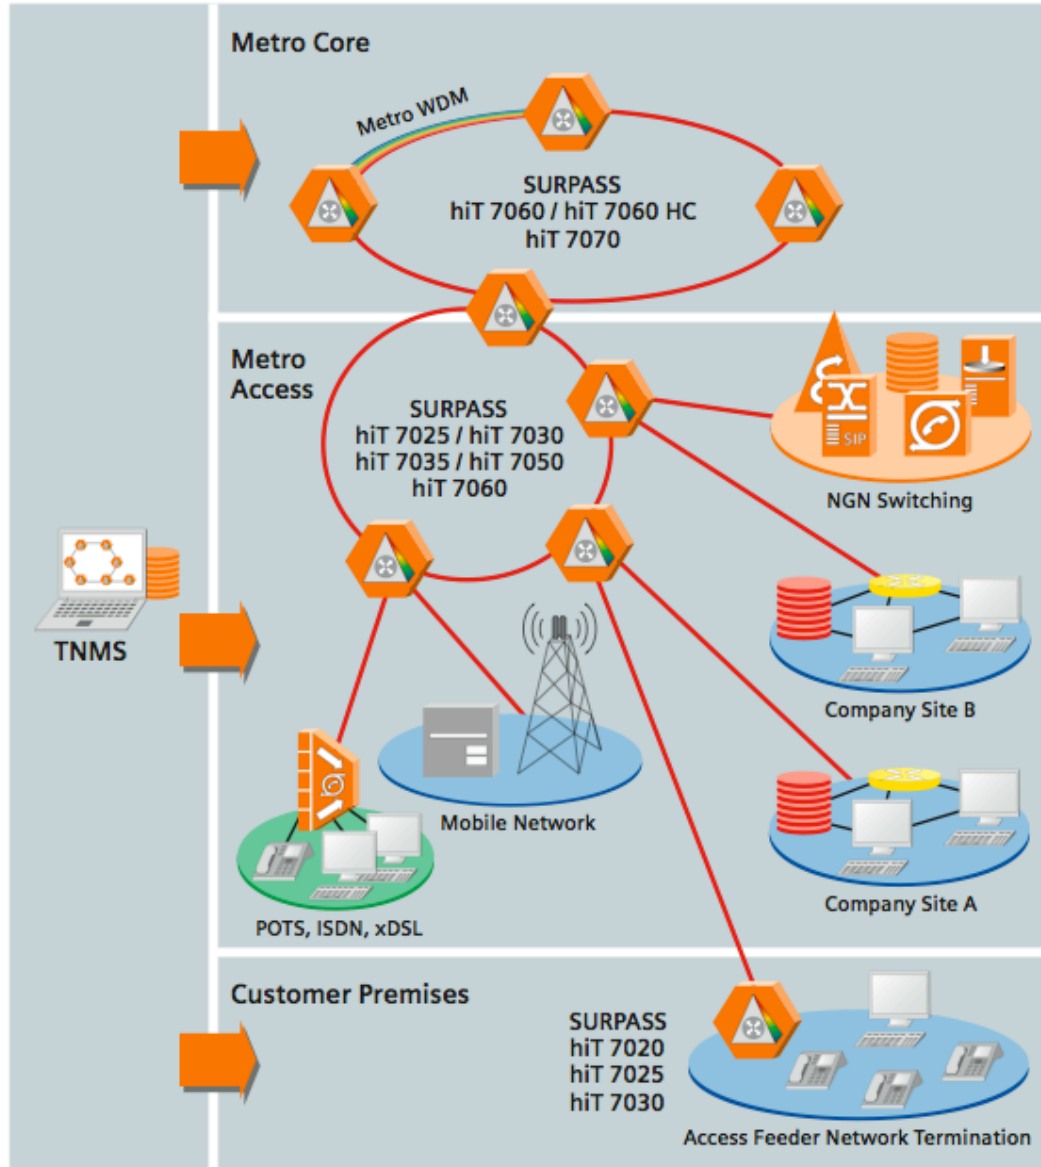 Metro Core
Metro WDM
SURPASS
hiT 7060 / hiT 7060 HC
hiT 7070
Metro
Access
SURPASS
hiT 7025 / hiT 7030
hiT 7035 / hiT 7050
hiT 7060
SIP
NGN Switching
TNMS
Company Site B
Mobile Network
Company Site A
POTS, ISDN, xDSL
Customer Premises
SURPASS
hiT 7020
hiT 7025
hiT 7030
Access Feeder Network Termination